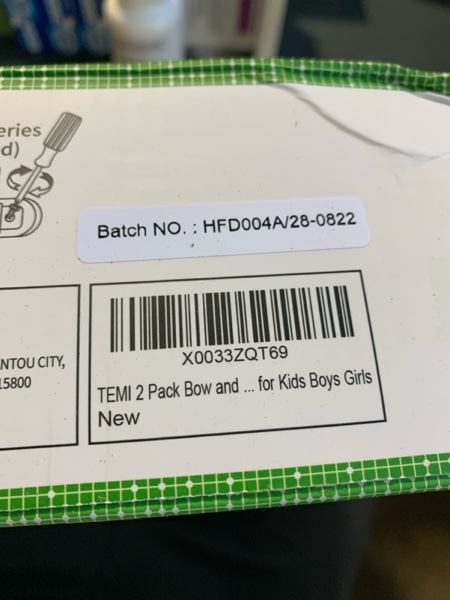 eries
d)
Batch NO. : HFD004A/28-0822
X0033ZQT69
TEMI 2 Pack Bow and ... for Kids Boys Girls
New
NTOU CITY,
15800